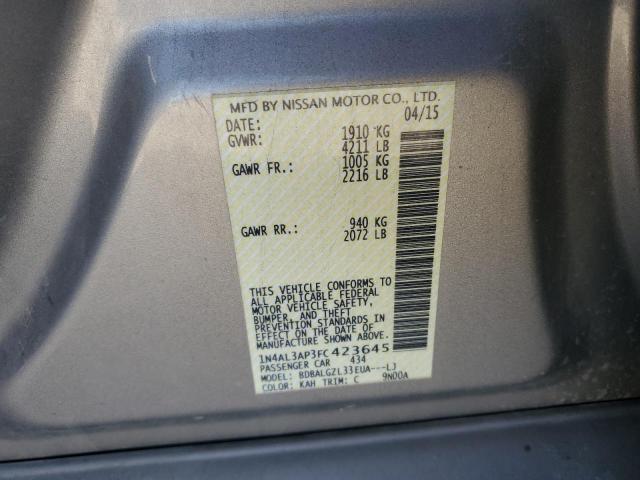 MFD BY NISSAN MOTOR CO., LTD.
DATE: 04/15
GVWR: 1910 KG
4211 LB
GAWR FR.: 1005 KG
2216 LB
GAWR RR.: 940 KG
2072 LB
THIS VEHICLE CONFORMS TO
ALL APPLICABLE FEDERAL
MOTOR VEHICLE SAFETY,
BUMPER, AND THEFT
PREVENTION STANDARDS IN
EFFECT ON THE DATE OF
MANUFACTURE SHOWN ABOVE.
1N4AL3AP3FC423645
PASSENGER CAR 434
MODEL: BDBALGZL33EUA---LJ
COLOR: KAH TRIM: C 9N00A